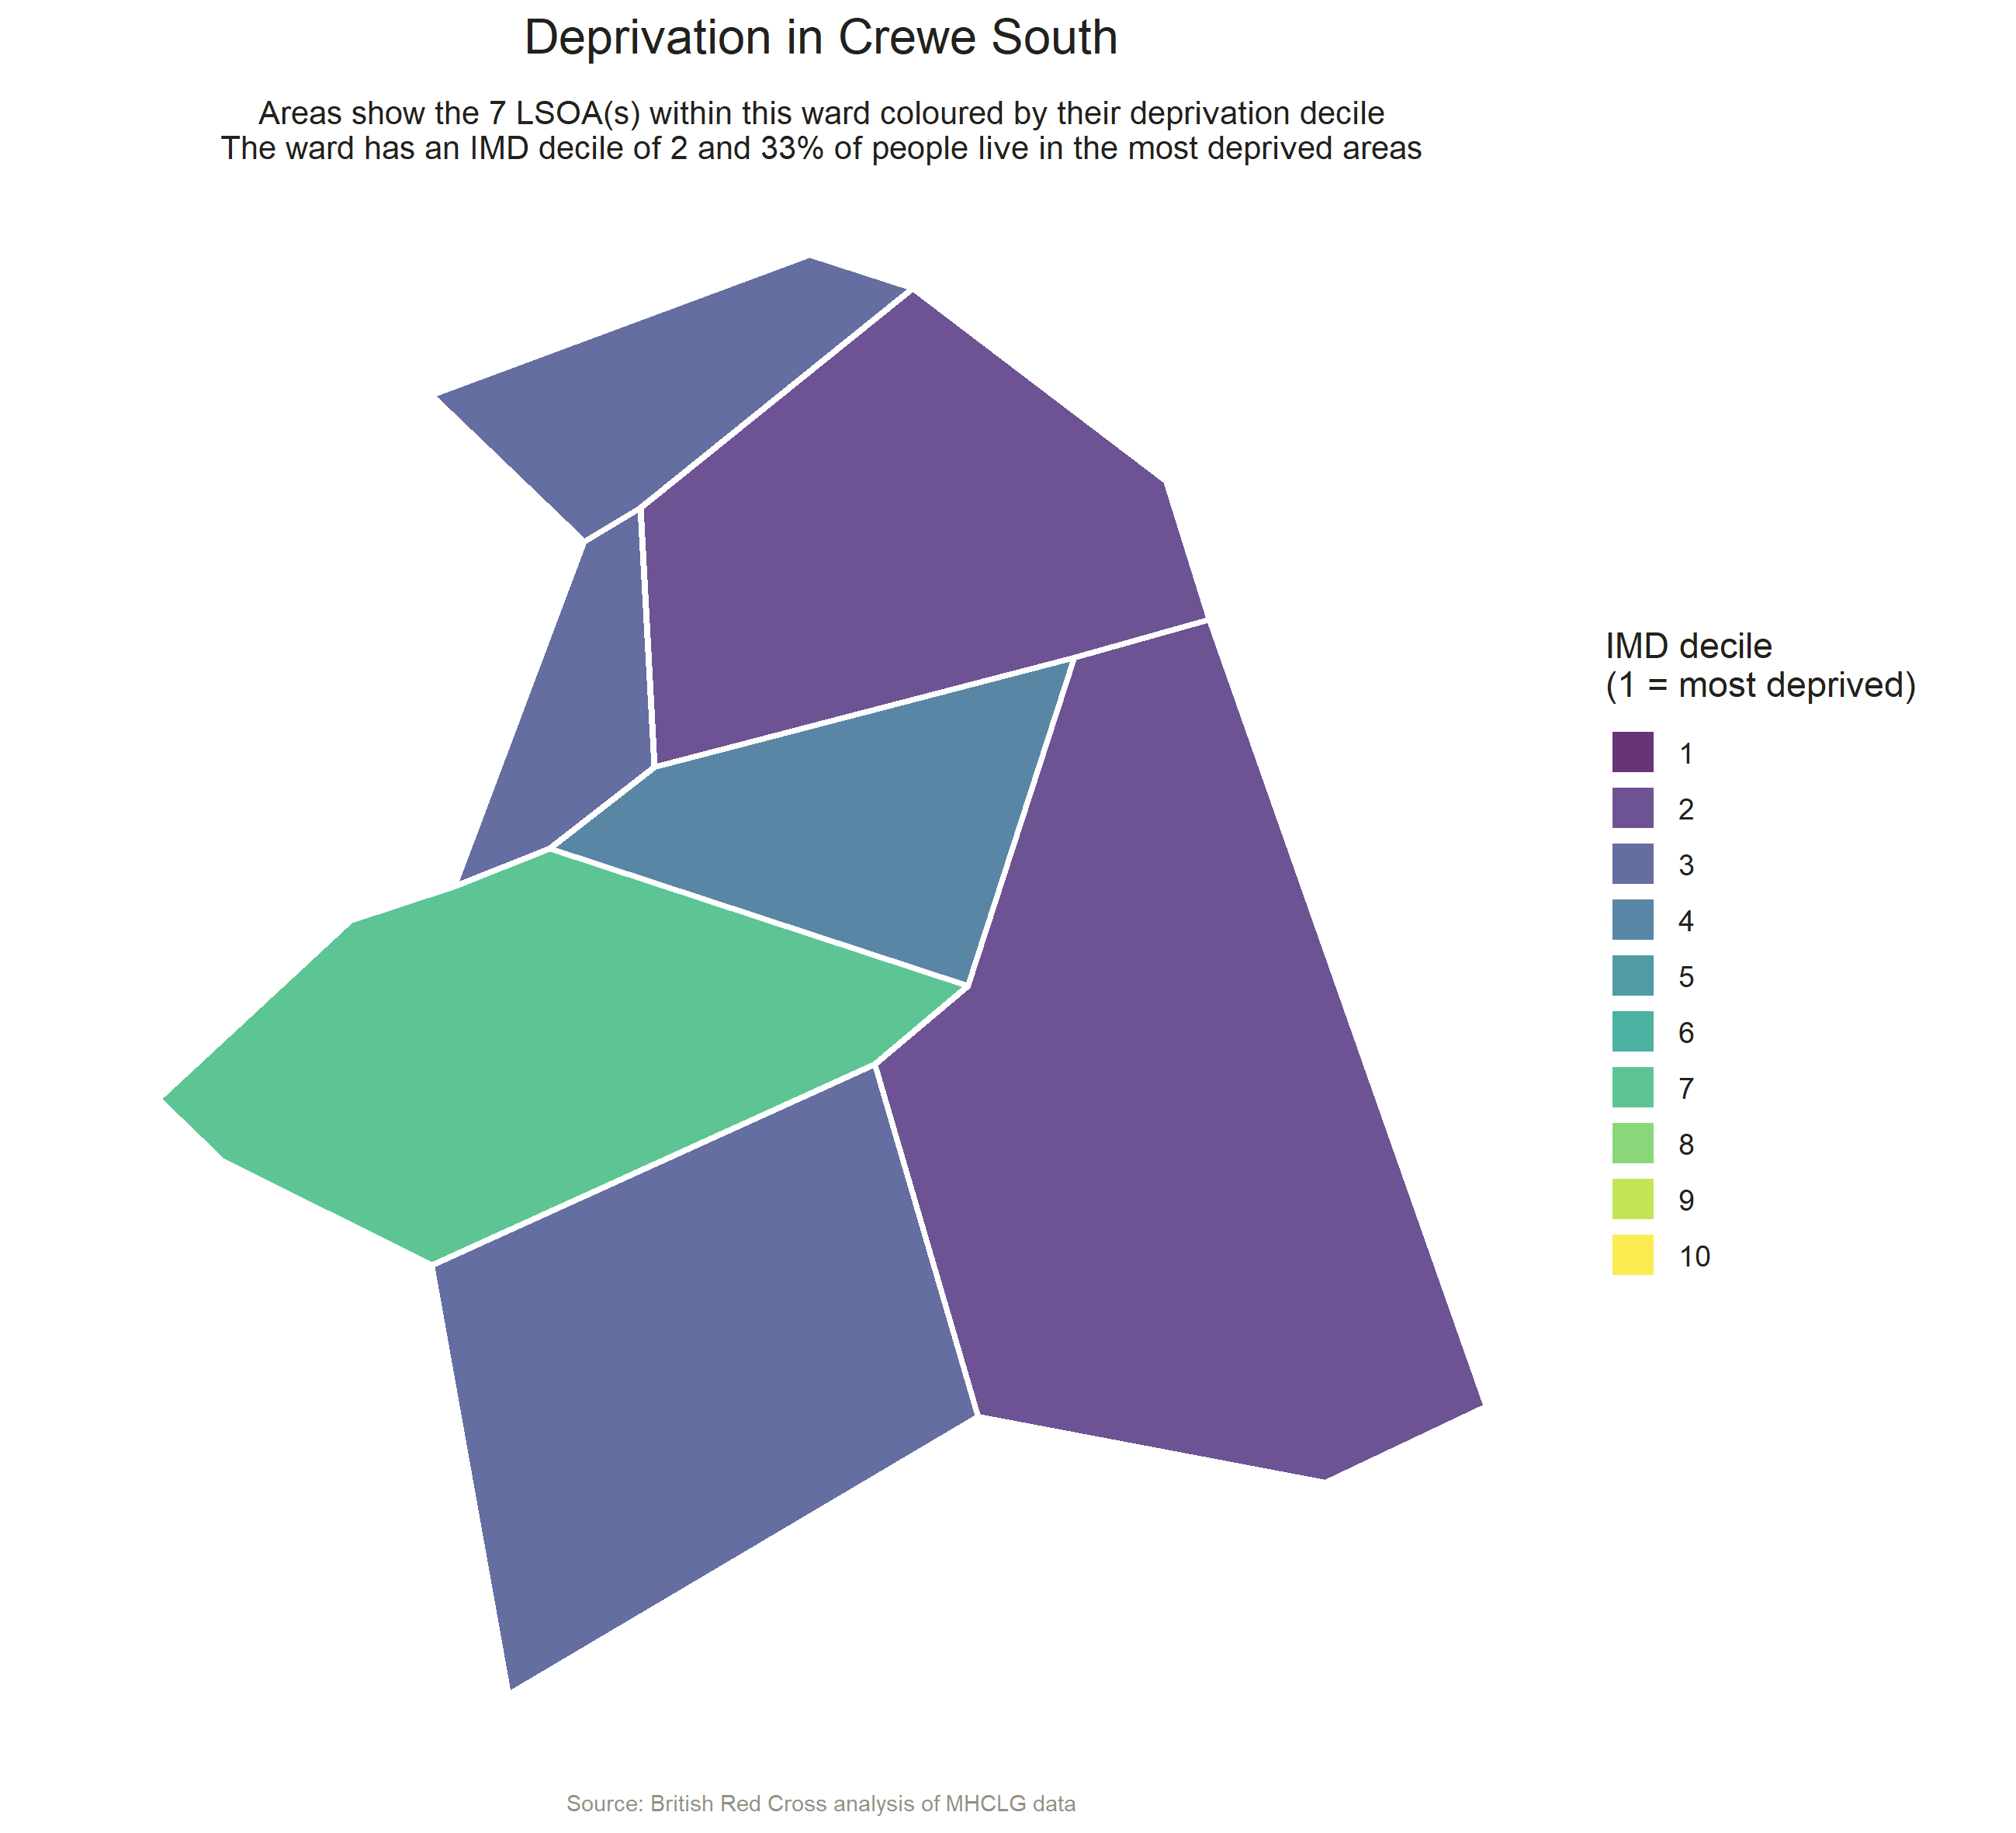 Deprivation in Crewe South
Areas show the 7 LSOA(s) within this ward coloured by their deprivation decile
The ward has an IMD decile of 2 and 33% of people live in the most deprived areas
IMD decile
(1 = most deprived)
1
2
3
4
5
6
7
8
9
10
Source: British Red Cross analysis of MHCLG data